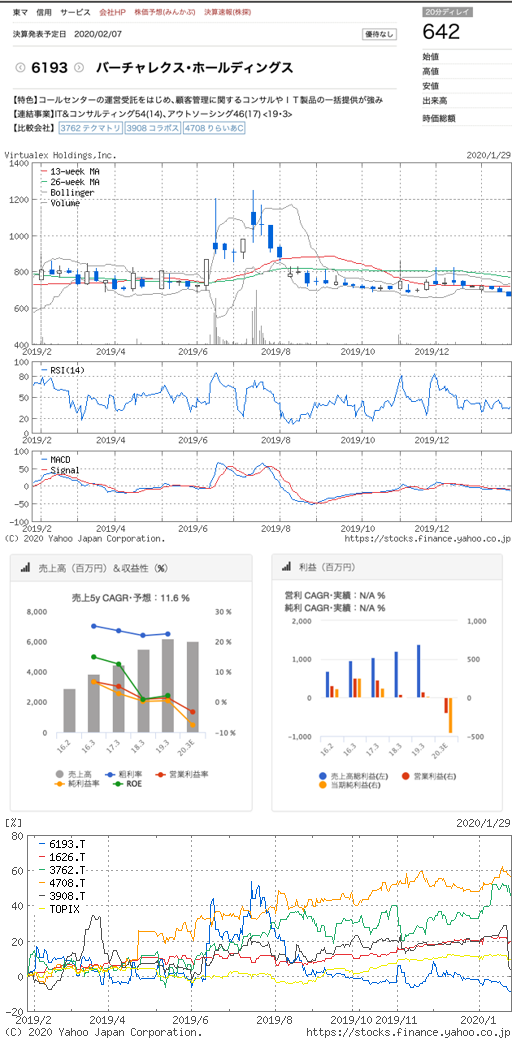 東マ 信用 サービス 会社HP 株価予想(みんかぶ) 決算速報(株探)
20分ディレイ
決算発表予定日 2020/02/07
優待なし
642
6193 バーチャレクス・ホールディングス
始値
高値
安値
出来高
時価総額
【特色】コールセンターの運営受託をはじめ、顧客管理に関するコンサルやＩＴ製品の一括提供が強み
【連結事業】IT&コンサルティング54(14)、アウトソーシング46(17) <19・3>
【比較会社】 3762 テクマトリ 3908 コラボス 4708 りらいあC
Virtualex Holdings,Inc. 2020/1/29
1400
13-week MA
26-week MA
Bollinger
Volume
1200
1000
800
600
400
2019/2 2019/4 2019/6 2019/8 2019/10 2019/12
100
RSI(14)
50
0
2019/2 2019/4 2019/6 2019/8 2019/10 2019/12
100
MACD
50
Signal
0
-50
-100
2019/2 2019/4 2019/6 2019/8 2019/10 2019/12
(C) 2020 Yahoo Japan Corporation. https://stocks.finance.yahoo.co.jp/
売上高（百万円）＆収益性（%）
売上5y CAGR・予想：11.6 %
8,000 30 %
6,000 20 %
4,000 10 %
2,000 0 %
0 -10 %
16.2 16.3 17.3 18.3 19.3 20.3E
売上高 粗利率 営業利益率
純利益率 ROE
利益（百万円）
営利 CAGR・実績：N/A %
純利 CAGR・実績：N/A %
2,000 1,000
1,000 500
0 0
-1,000 -500
16.2 16.3 17.3 18.3 19.3 20.3E
売上高総利益(左) 営業利益(右)
当期純利益(右)
[%] 2020/1/29
80
6193.T
1626.T
3762.T
4708.T
3908.T
TOPIX
60
40
20
0
-20
2019/2 2019/4 2019/6 2019/8 2019/10 2019/11 2020/1
(C) 2020 Yahoo Japan Corporation. https://stocks.finance.yahoo.co.jp/